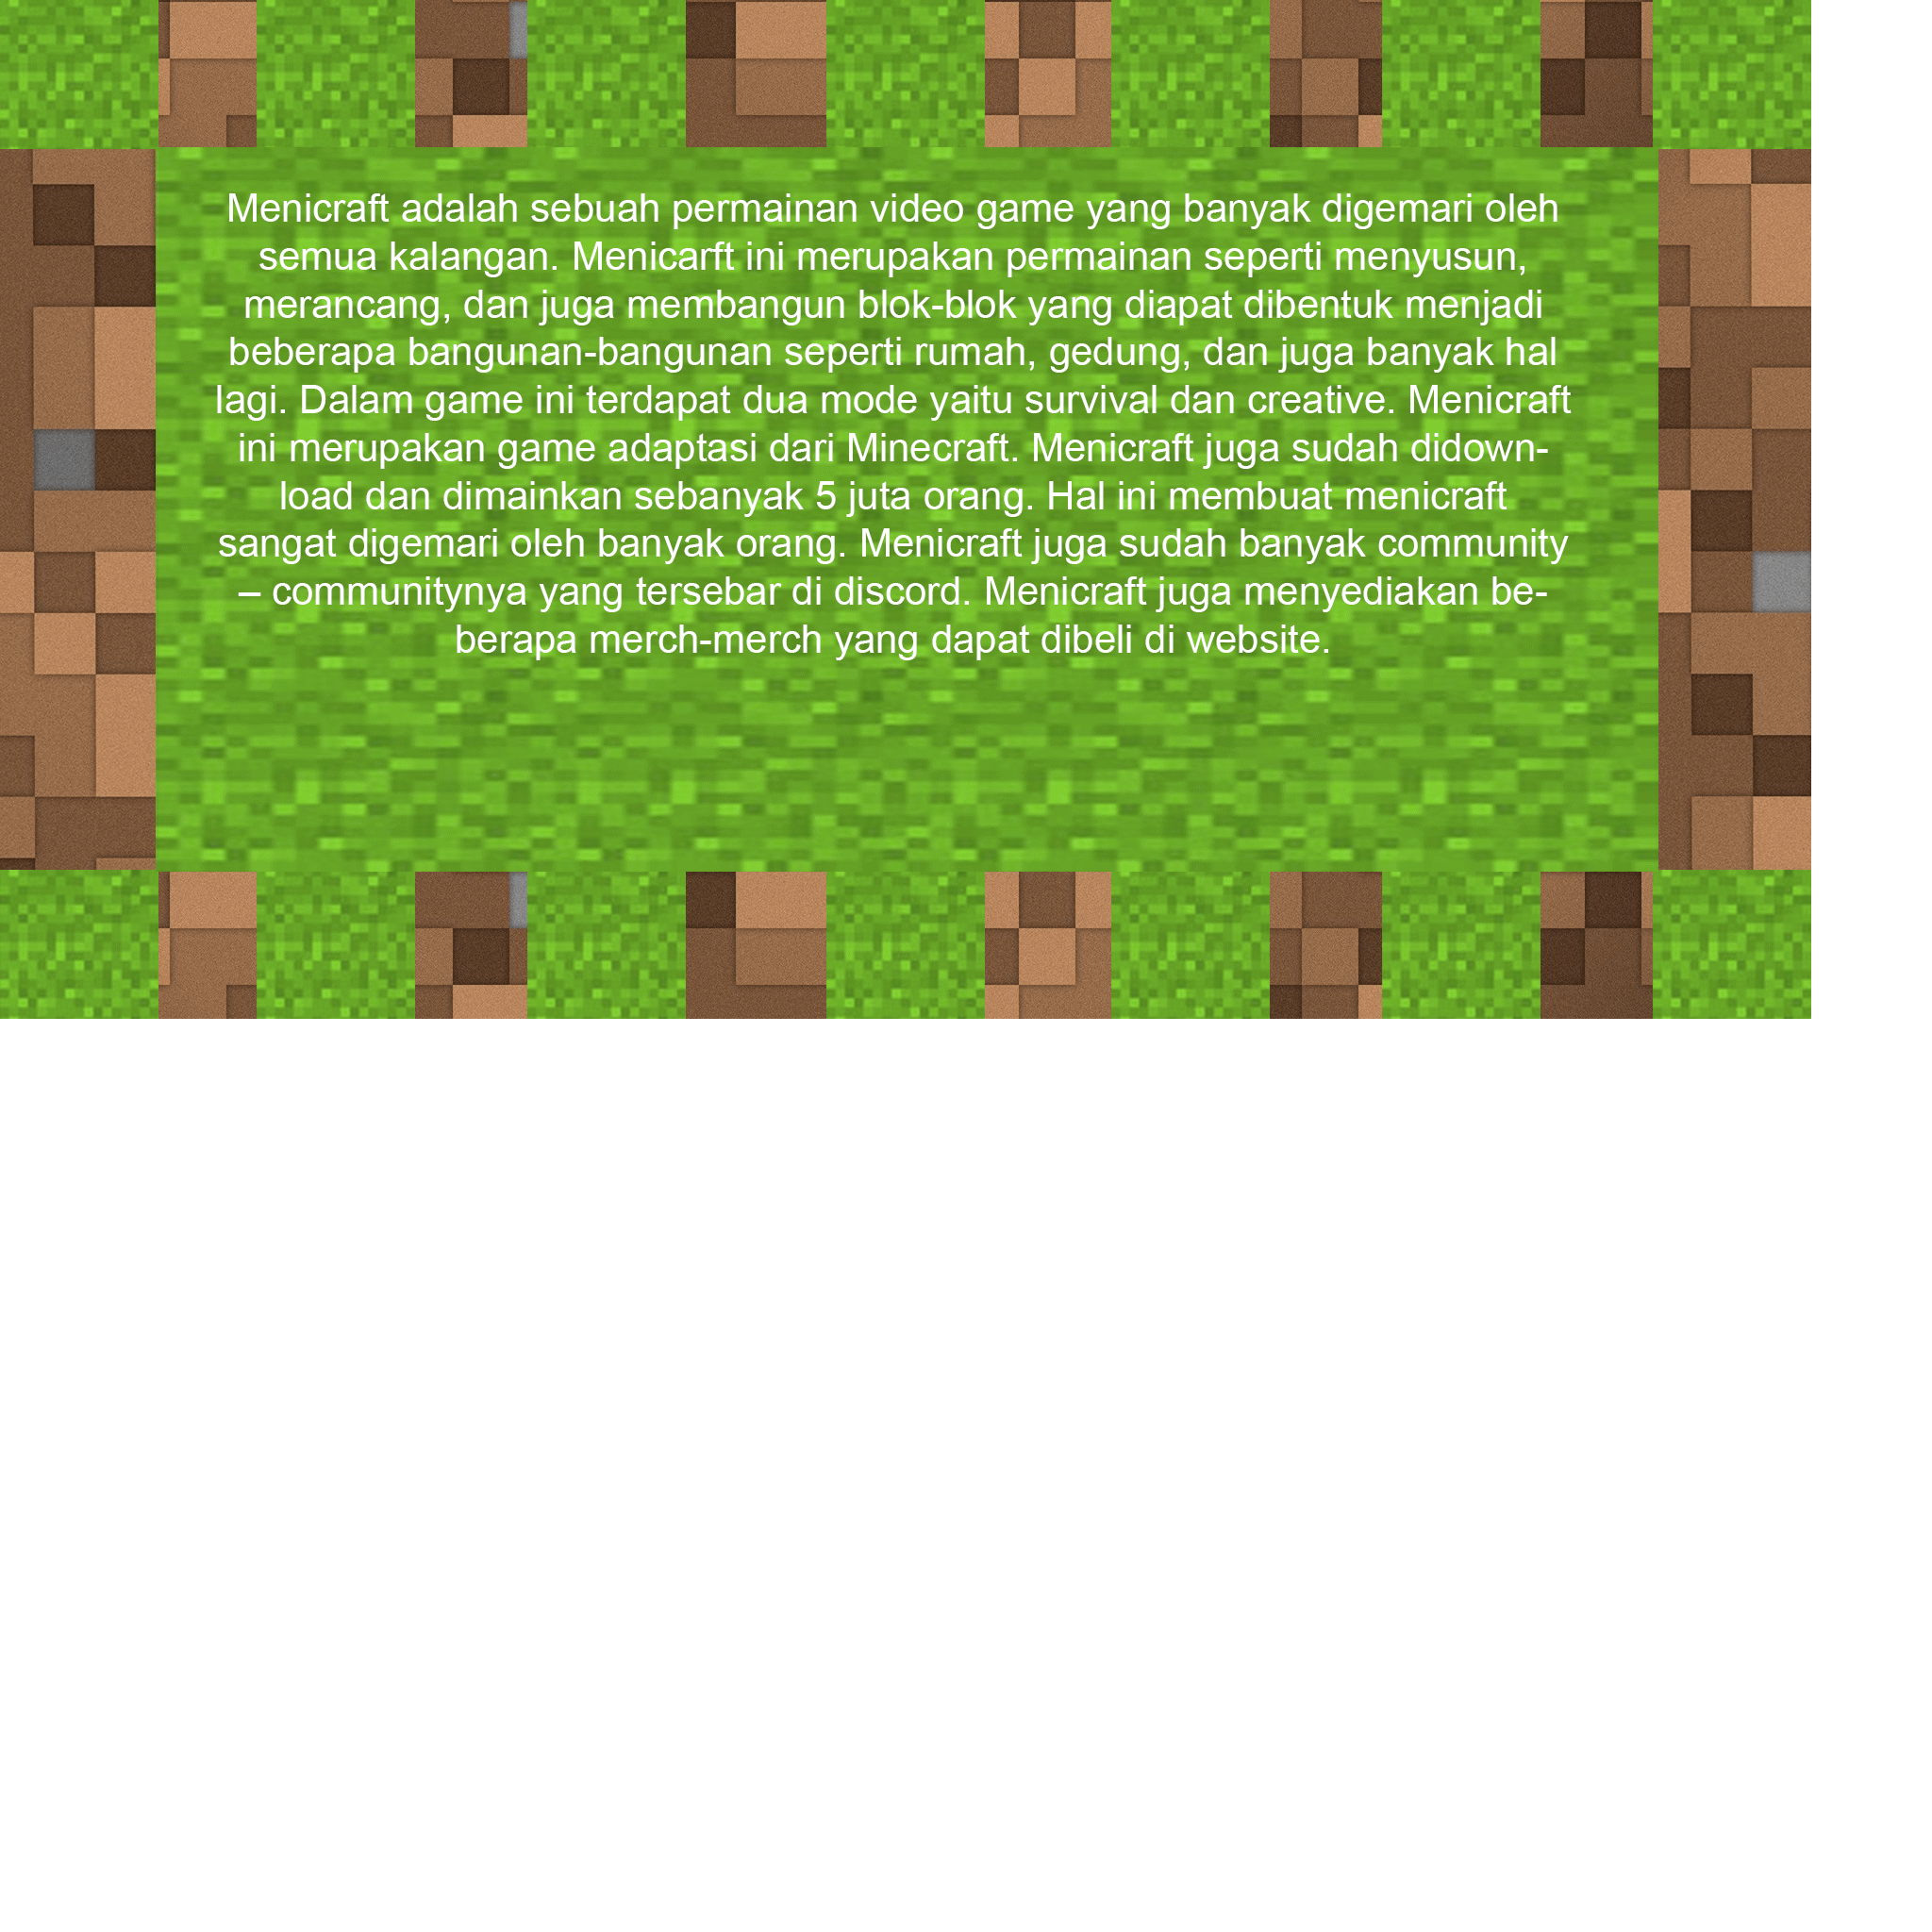 Menicraft adalah sebuah permainan video game yang banyak digemari oleh
semua kalangan. Menicarft ini merupakan permainan seperti menyusun,
merancang, dan juga membangun blok-blok yang diapat dibentuk menjadi
beberapa bangunan-bangunan seperti rumah, gedung, dan juga banyak hal
lagi. Dalam game ini terdapat dua mode yaitu survival dan creative. Menicraft
ini merupakan game adaptasi dari Minecraft. Menicraft juga sudah didown-
load dan dimainkan sebanyak 5 juta orang. Hal ini membuat menicraft
sangat digemari oleh banyak orang. Menicraft juga sudah banyak community
– communitynya yang tersebar di discord. Menicraft juga menyediakan be-
berapa merch-merch yang dapat dibeli di website.